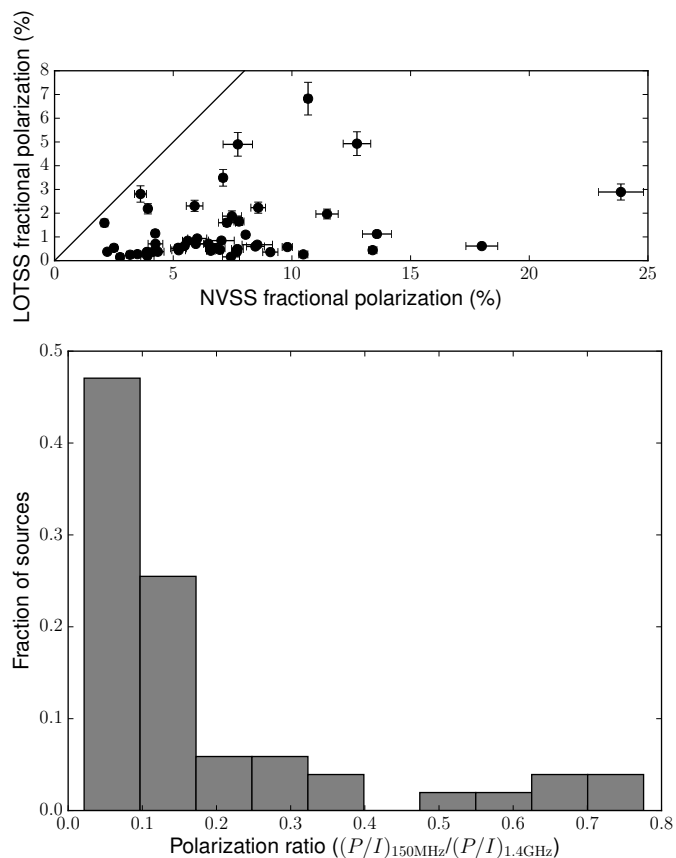 LOTSS fractional polarization (%)
8
7
6
5
4
3
2
1
0
0 5 10 15 20 25
NVSS fractional polarization (%)
Fraction of sources
0.5
0.4
0.3
0.2
0.1
0.0
0.0 0.1 0.2 0.3 0.4 0.5 0.6 0.7 0.8
Polarization ratio ((P/I)150MHz/(P/I)1.4GHz)